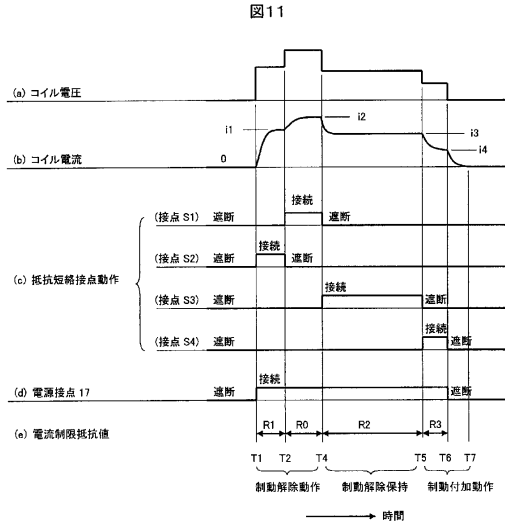 図11
(a) コイル電圧
i1
i2
i3
i4
(b) コイル電流
0
(接点 S1)
遮断
接続
遮断
(接点 S2)
遮断
接続
遮断
(c) 抵抗短絡接点動作
(接点 S3)
遮断
接続
遮断
(接点 S4)
遮断
接続
遮断
(d) 電源接点 17
遮断
接続
遮断
(e) 電流制限抵抗値
R1
R0
R2
R3
T1
T2
T4
T5
T6
T7
制動解除動作
制動解除保持
制動付加動作
時間